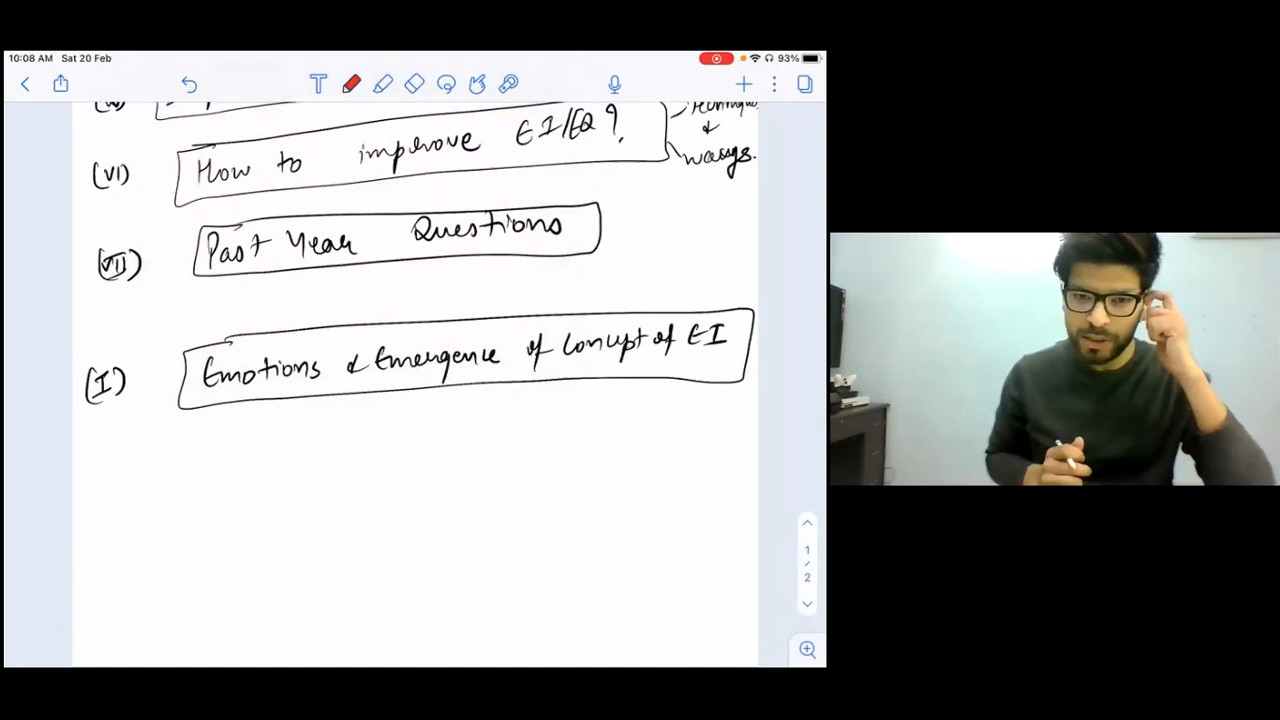 10:08 AM Sat 20 Feb
93%
(VI) How to improve EI/EQ?
&
(VII) Past Year Questions
(I) Emotions & Emergence of Concept of EI
1
/
2